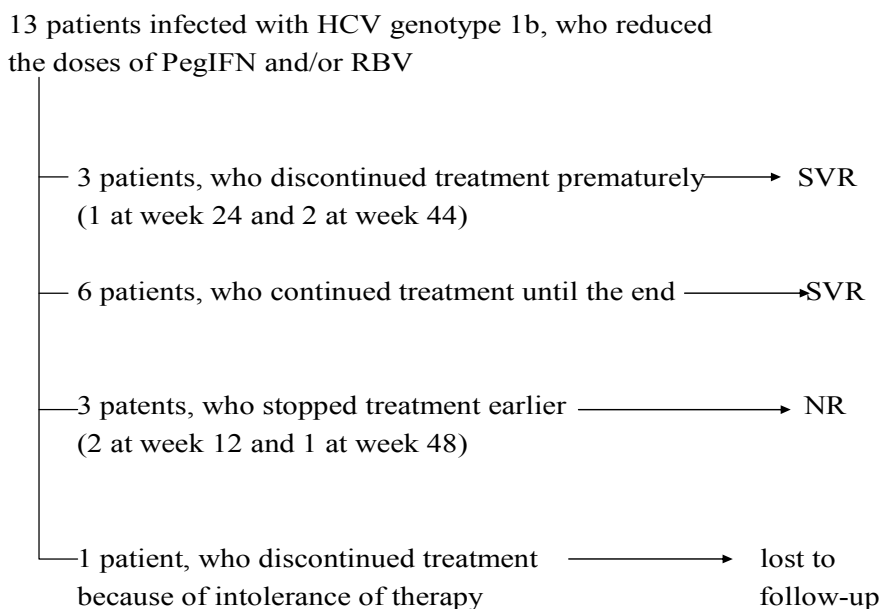 13 patients infected with HCV genotype 1b, who reduced
the doses of PegIFN and/or RBV
3 patients, who discontinued treatment prematurely SVR
(1 at week 24 and 2 at week 44)
6 patients, who continued treatment until the end SVR
3 patents, who stopped treatment earlier NR
(2 at week 12 and 1 at week 48)
1 patient, who discontinued treatment lost to
because of intolerance of therapy follow-up